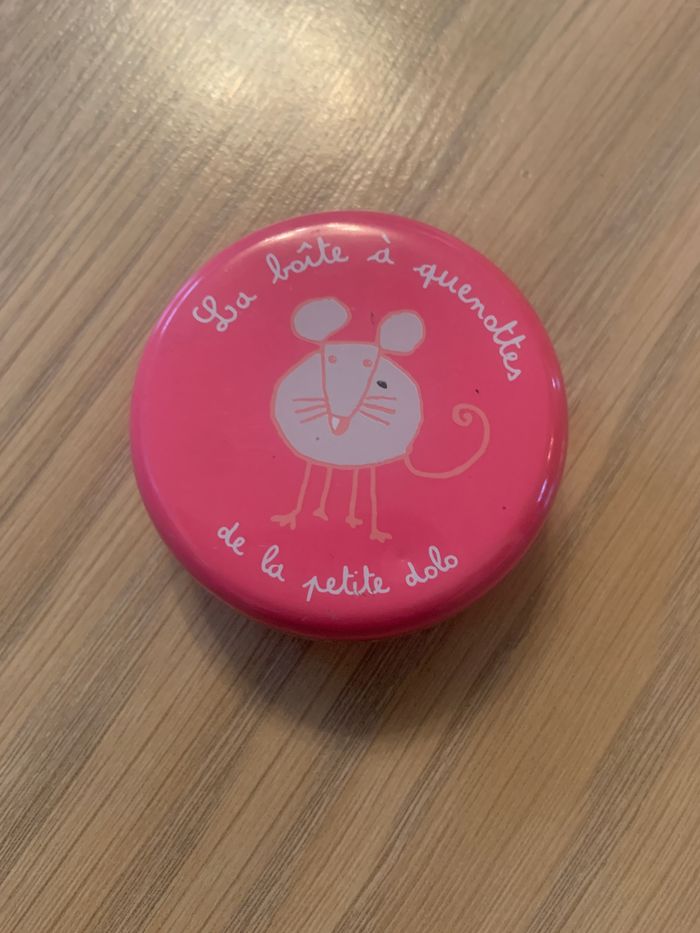 La boîte à quenottes
de la petite dolo